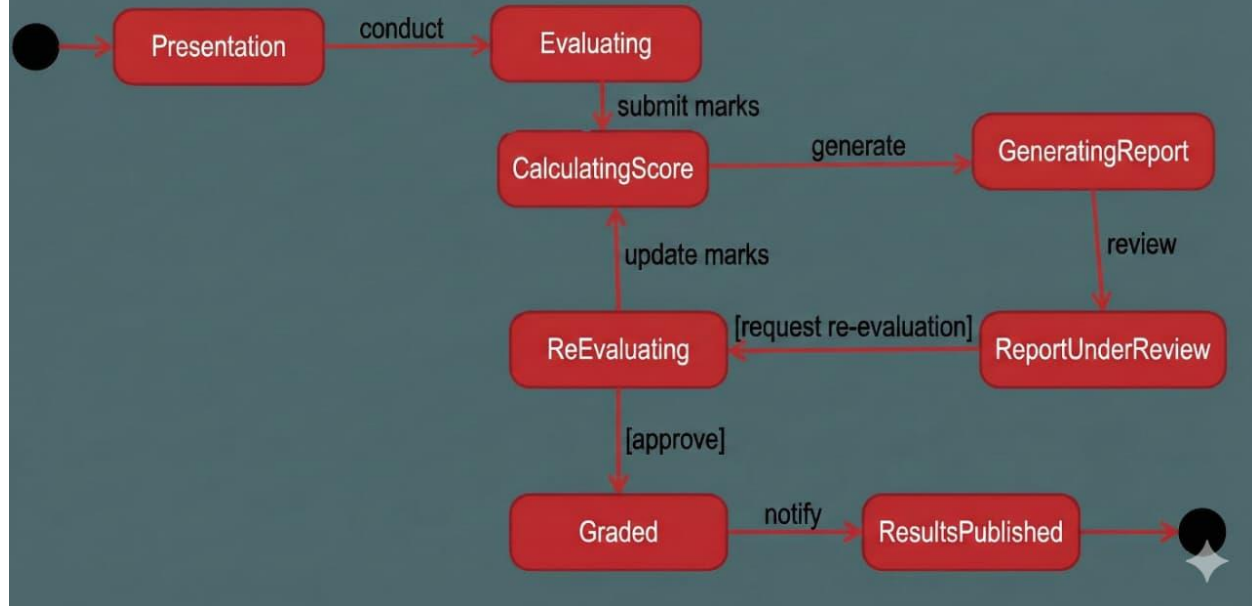 Presentation
conduct
Evaluating
submit marks
CalculatingScore
generate
GeneratingReport
review
update marks
ReEvaluating
[request re-evaluation]
ReportUnderReview
[approve]
Graded
notify
ResultsPublished